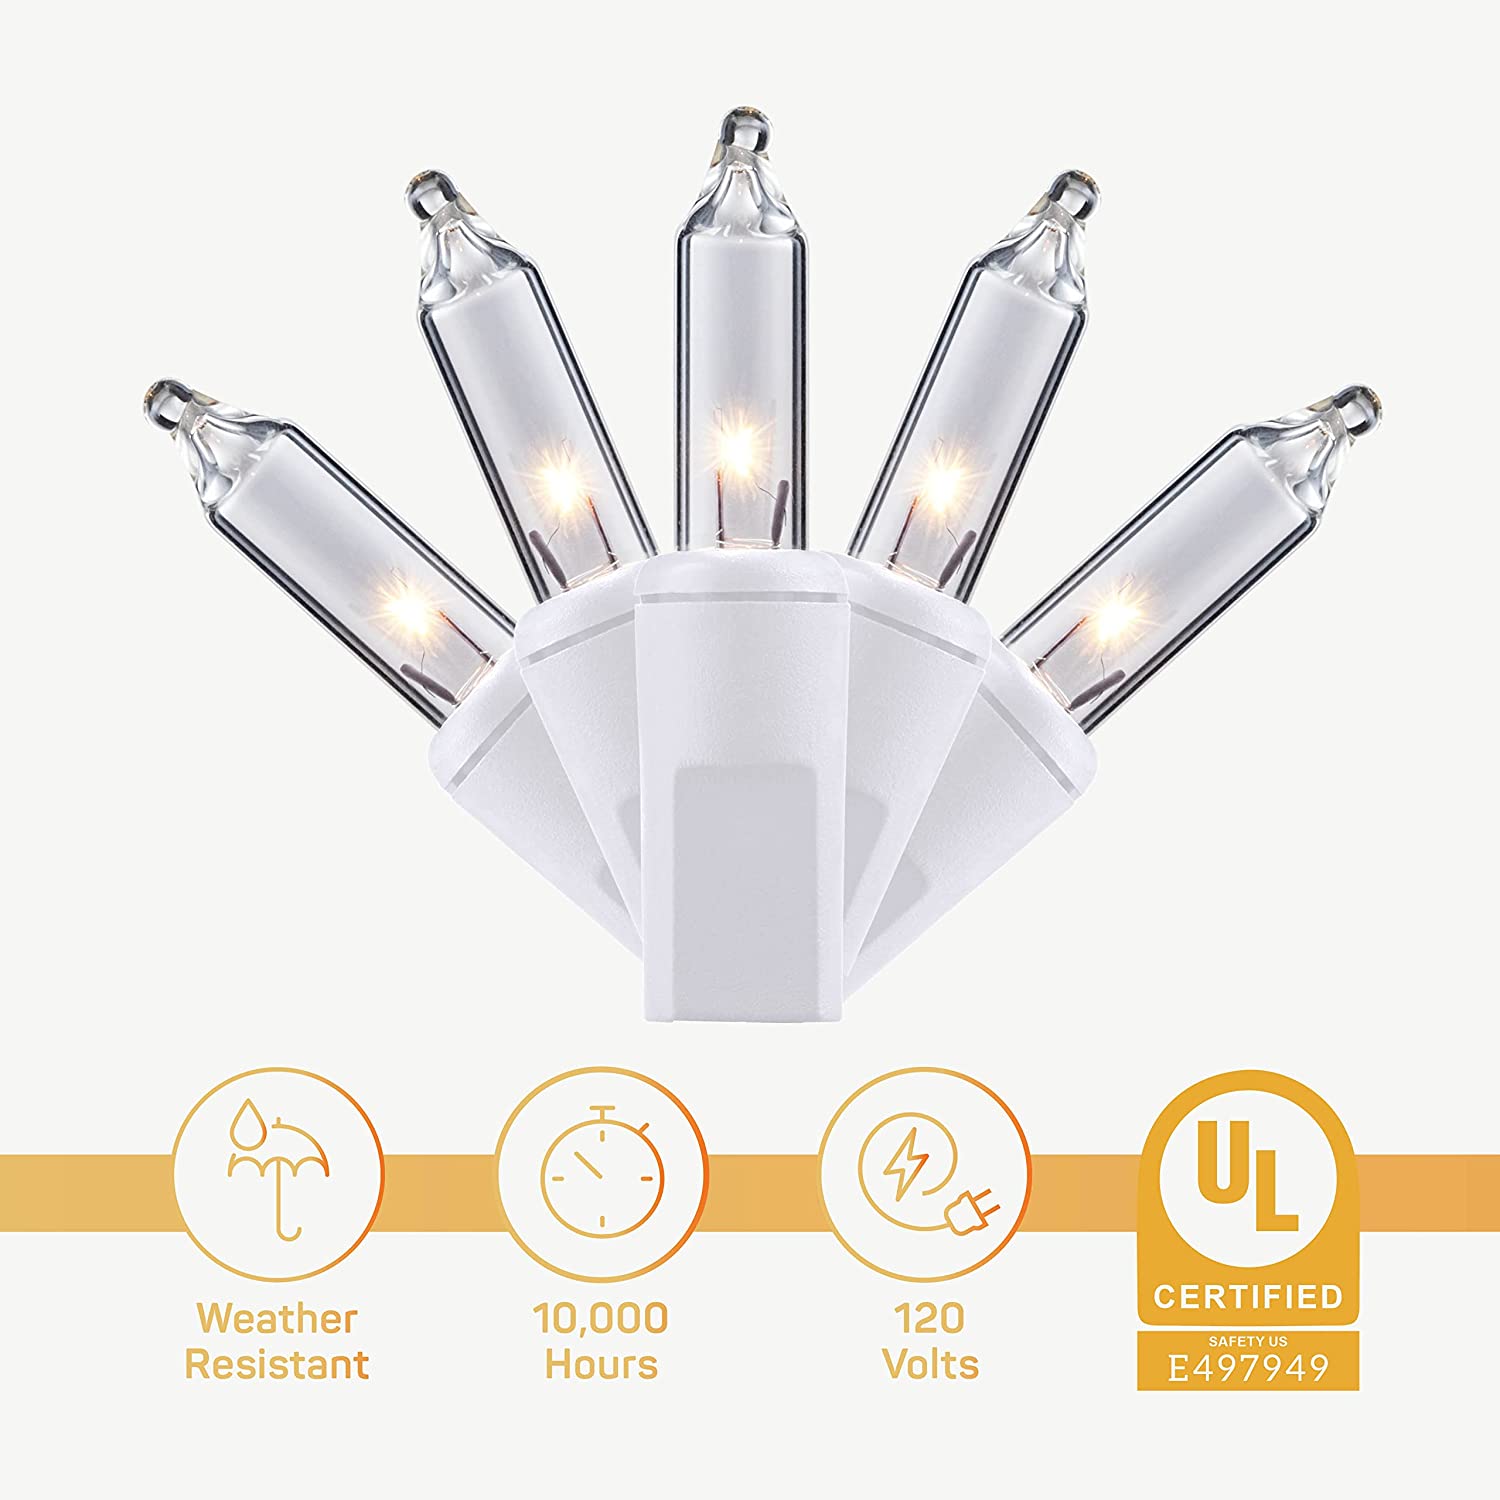 Weather
Resistant
10,000
Hours
120
Volts
UL
CERTIFIED
SAFETY US
E497949